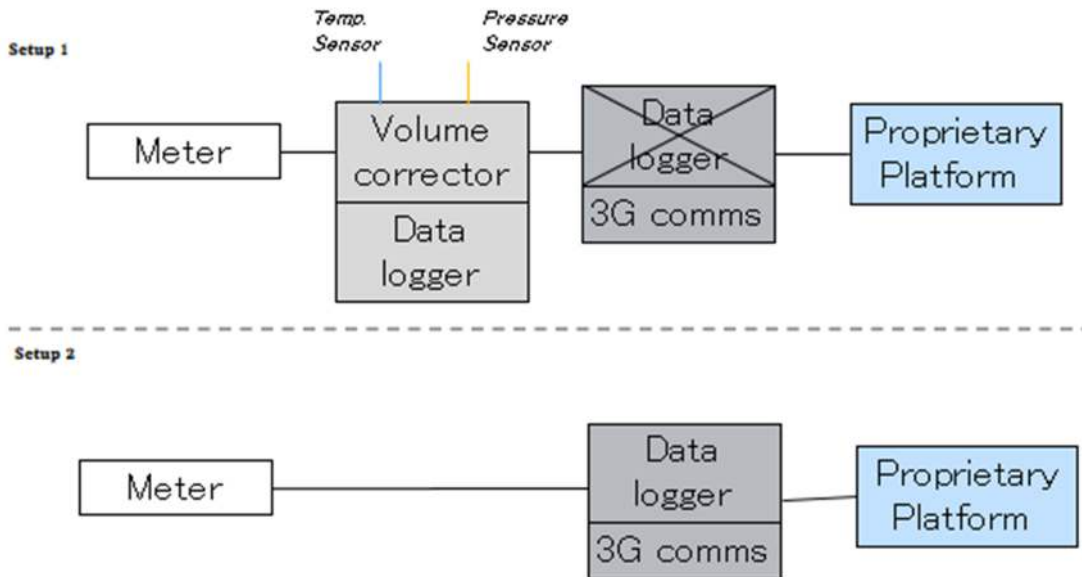 Temp.
Sensor
Pressure
Sensor
Setup 1
Meter
Volume
corrector
Data
logger
Data
logger
3G comms
Proprietary
Platform
Setup 2
Meter
Data
logger
3G comms
Proprietary
Platform